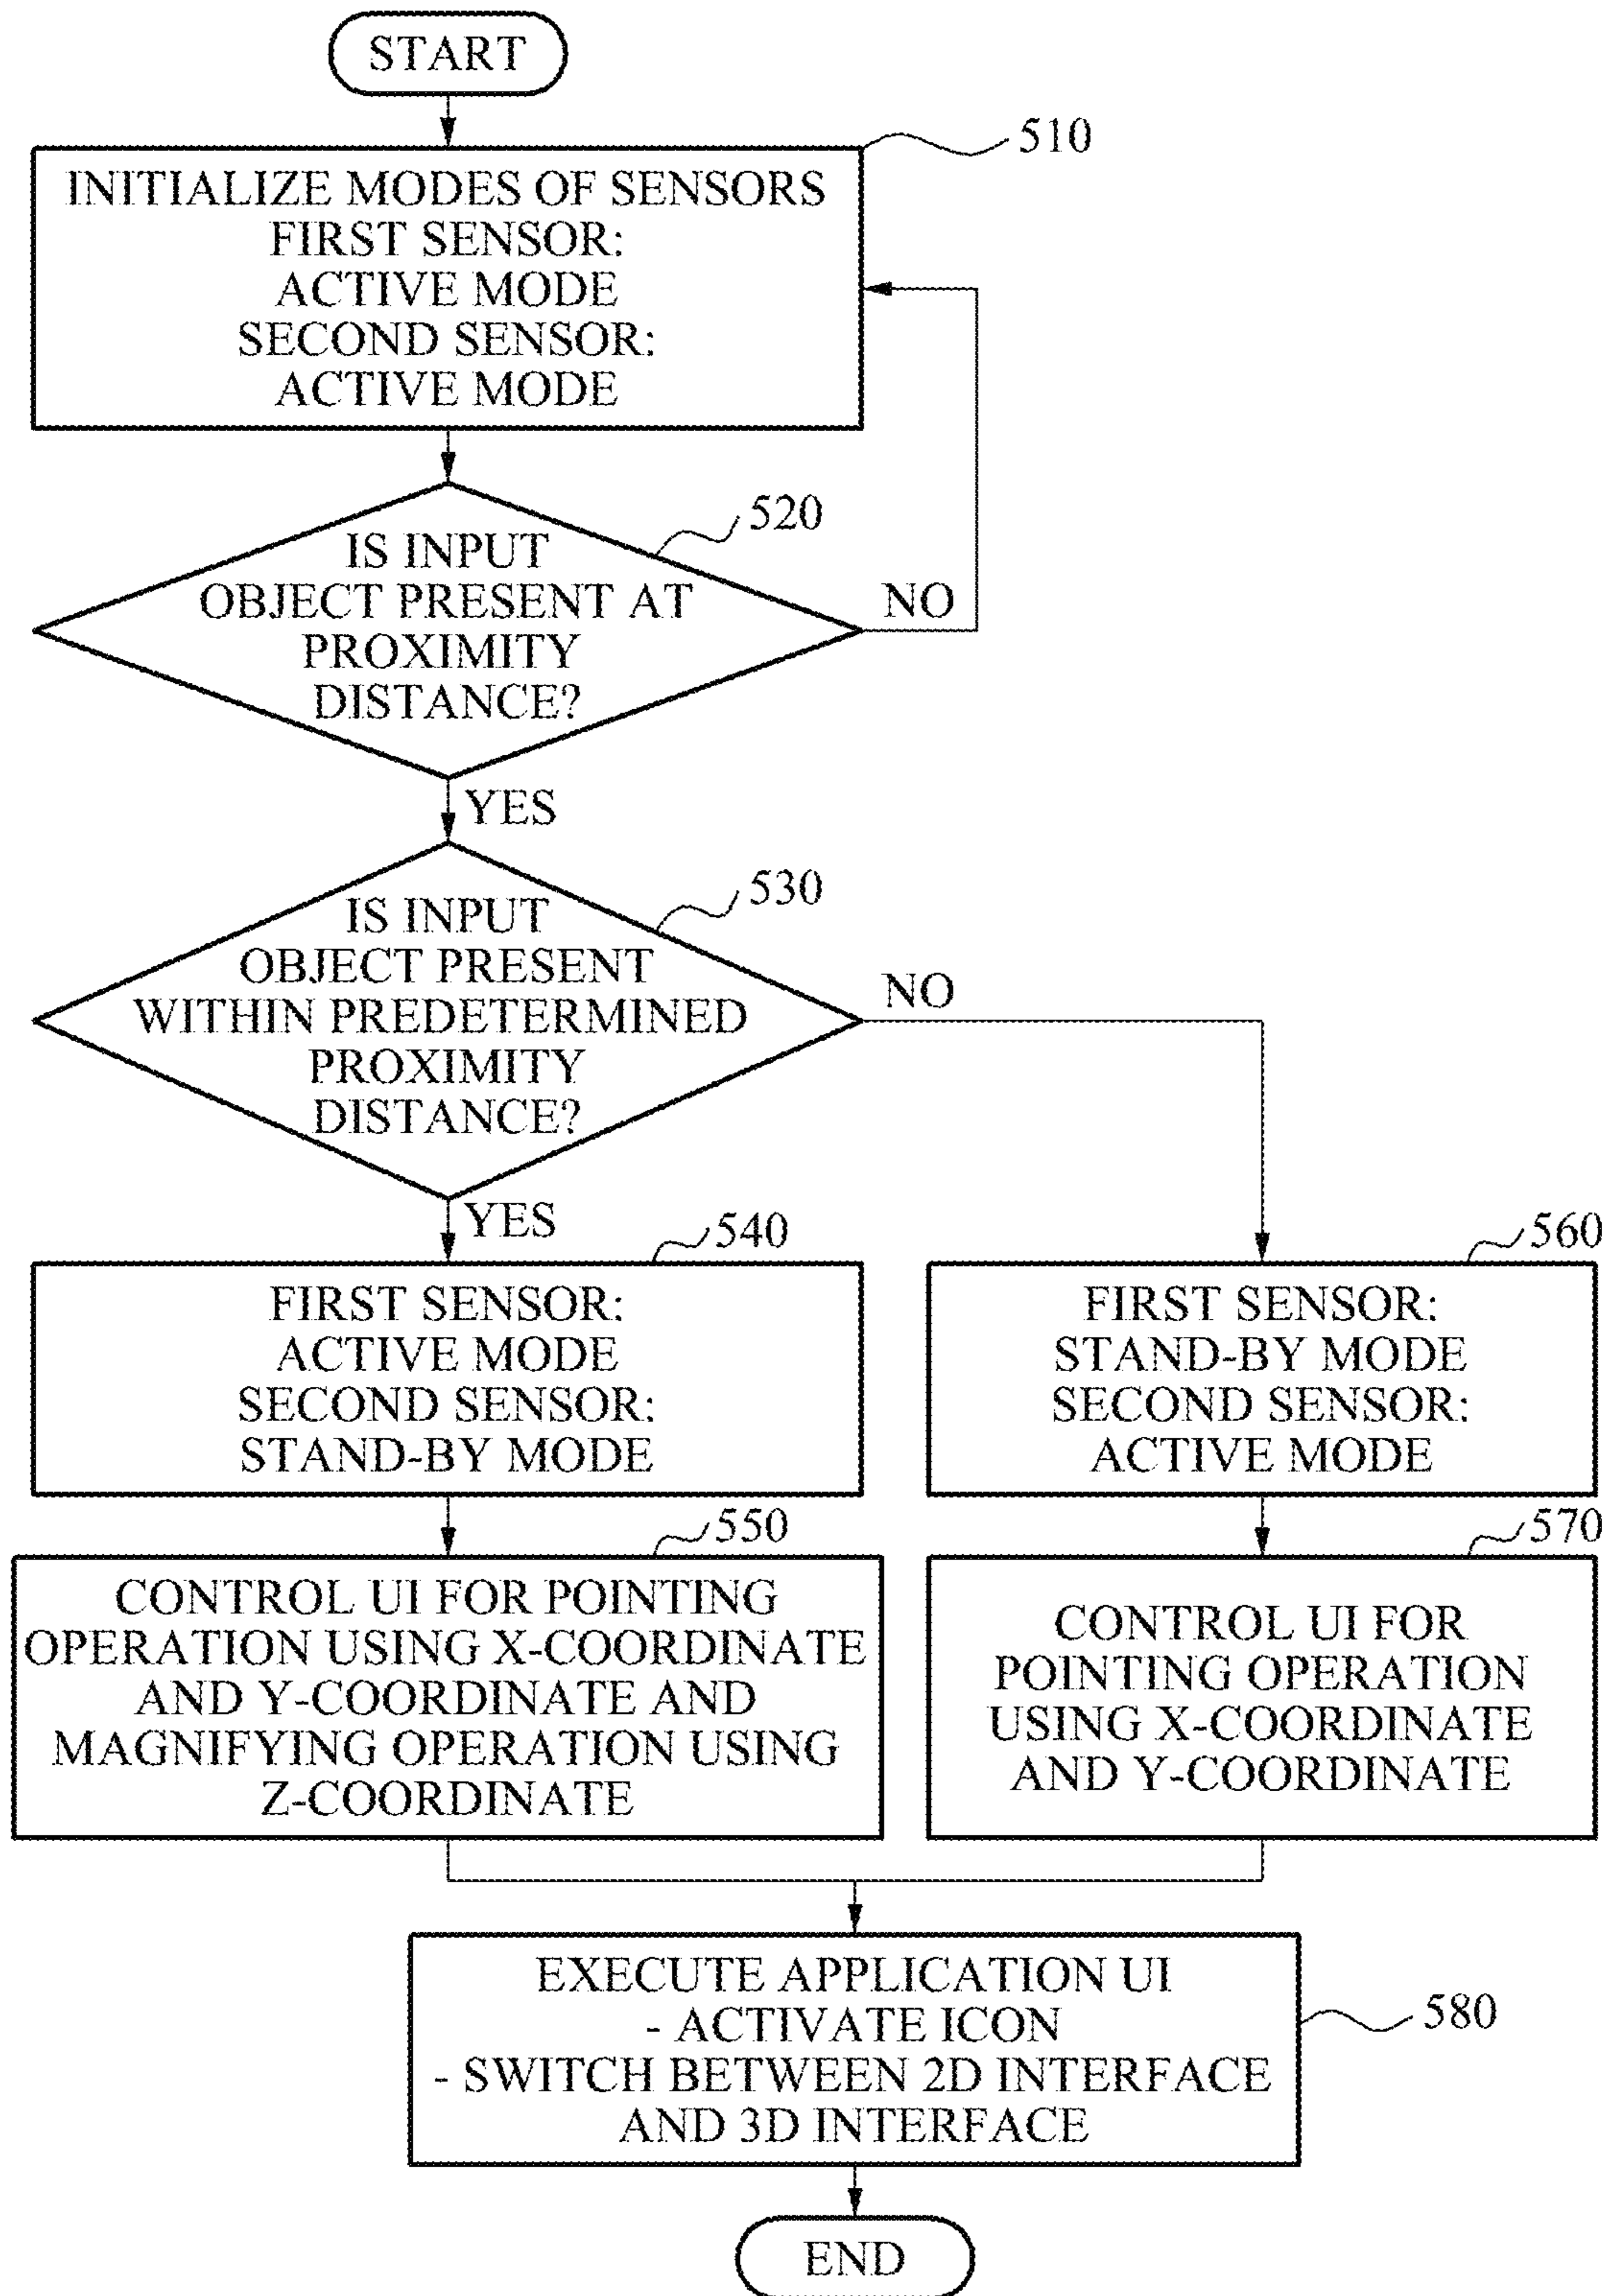 START
510
INITIALIZE MODES OF SENSORS
FIRST SENSOR:
ACTIVE MODE
SECOND SENSOR:
ACTIVE MODE
520
IS INPUT
OBJECT PRESENT AT
PROXIMITY
DISTANCE?
NO
YES
530
IS INPUT
OBJECT PRESENT
WITHIN PREDETERMINED
PROXIMITY
DISTANCE?
NO
YES
540
FIRST SENSOR:
ACTIVE MODE
SECOND SENSOR:
STAND-BY MODE
560
FIRST SENSOR:
STAND-BY MODE
SECOND SENSOR:
ACTIVE MODE
550
CONTROL UI FOR POINTING
OPERATION USING X-COORDINATE
AND Y-COORDINATE AND
MAGNIFYING OPERATION USING
Z-COORDINATE
570
CONTROL UI FOR
POINTING OPERATION
USING X-COORDINATE
AND Y-COORDINATE
EXECUTE APPLICATION UI
- ACTIVATE ICON
- SWITCH BETWEEN 2D INTERFACE
AND 3D INTERFACE
580
END